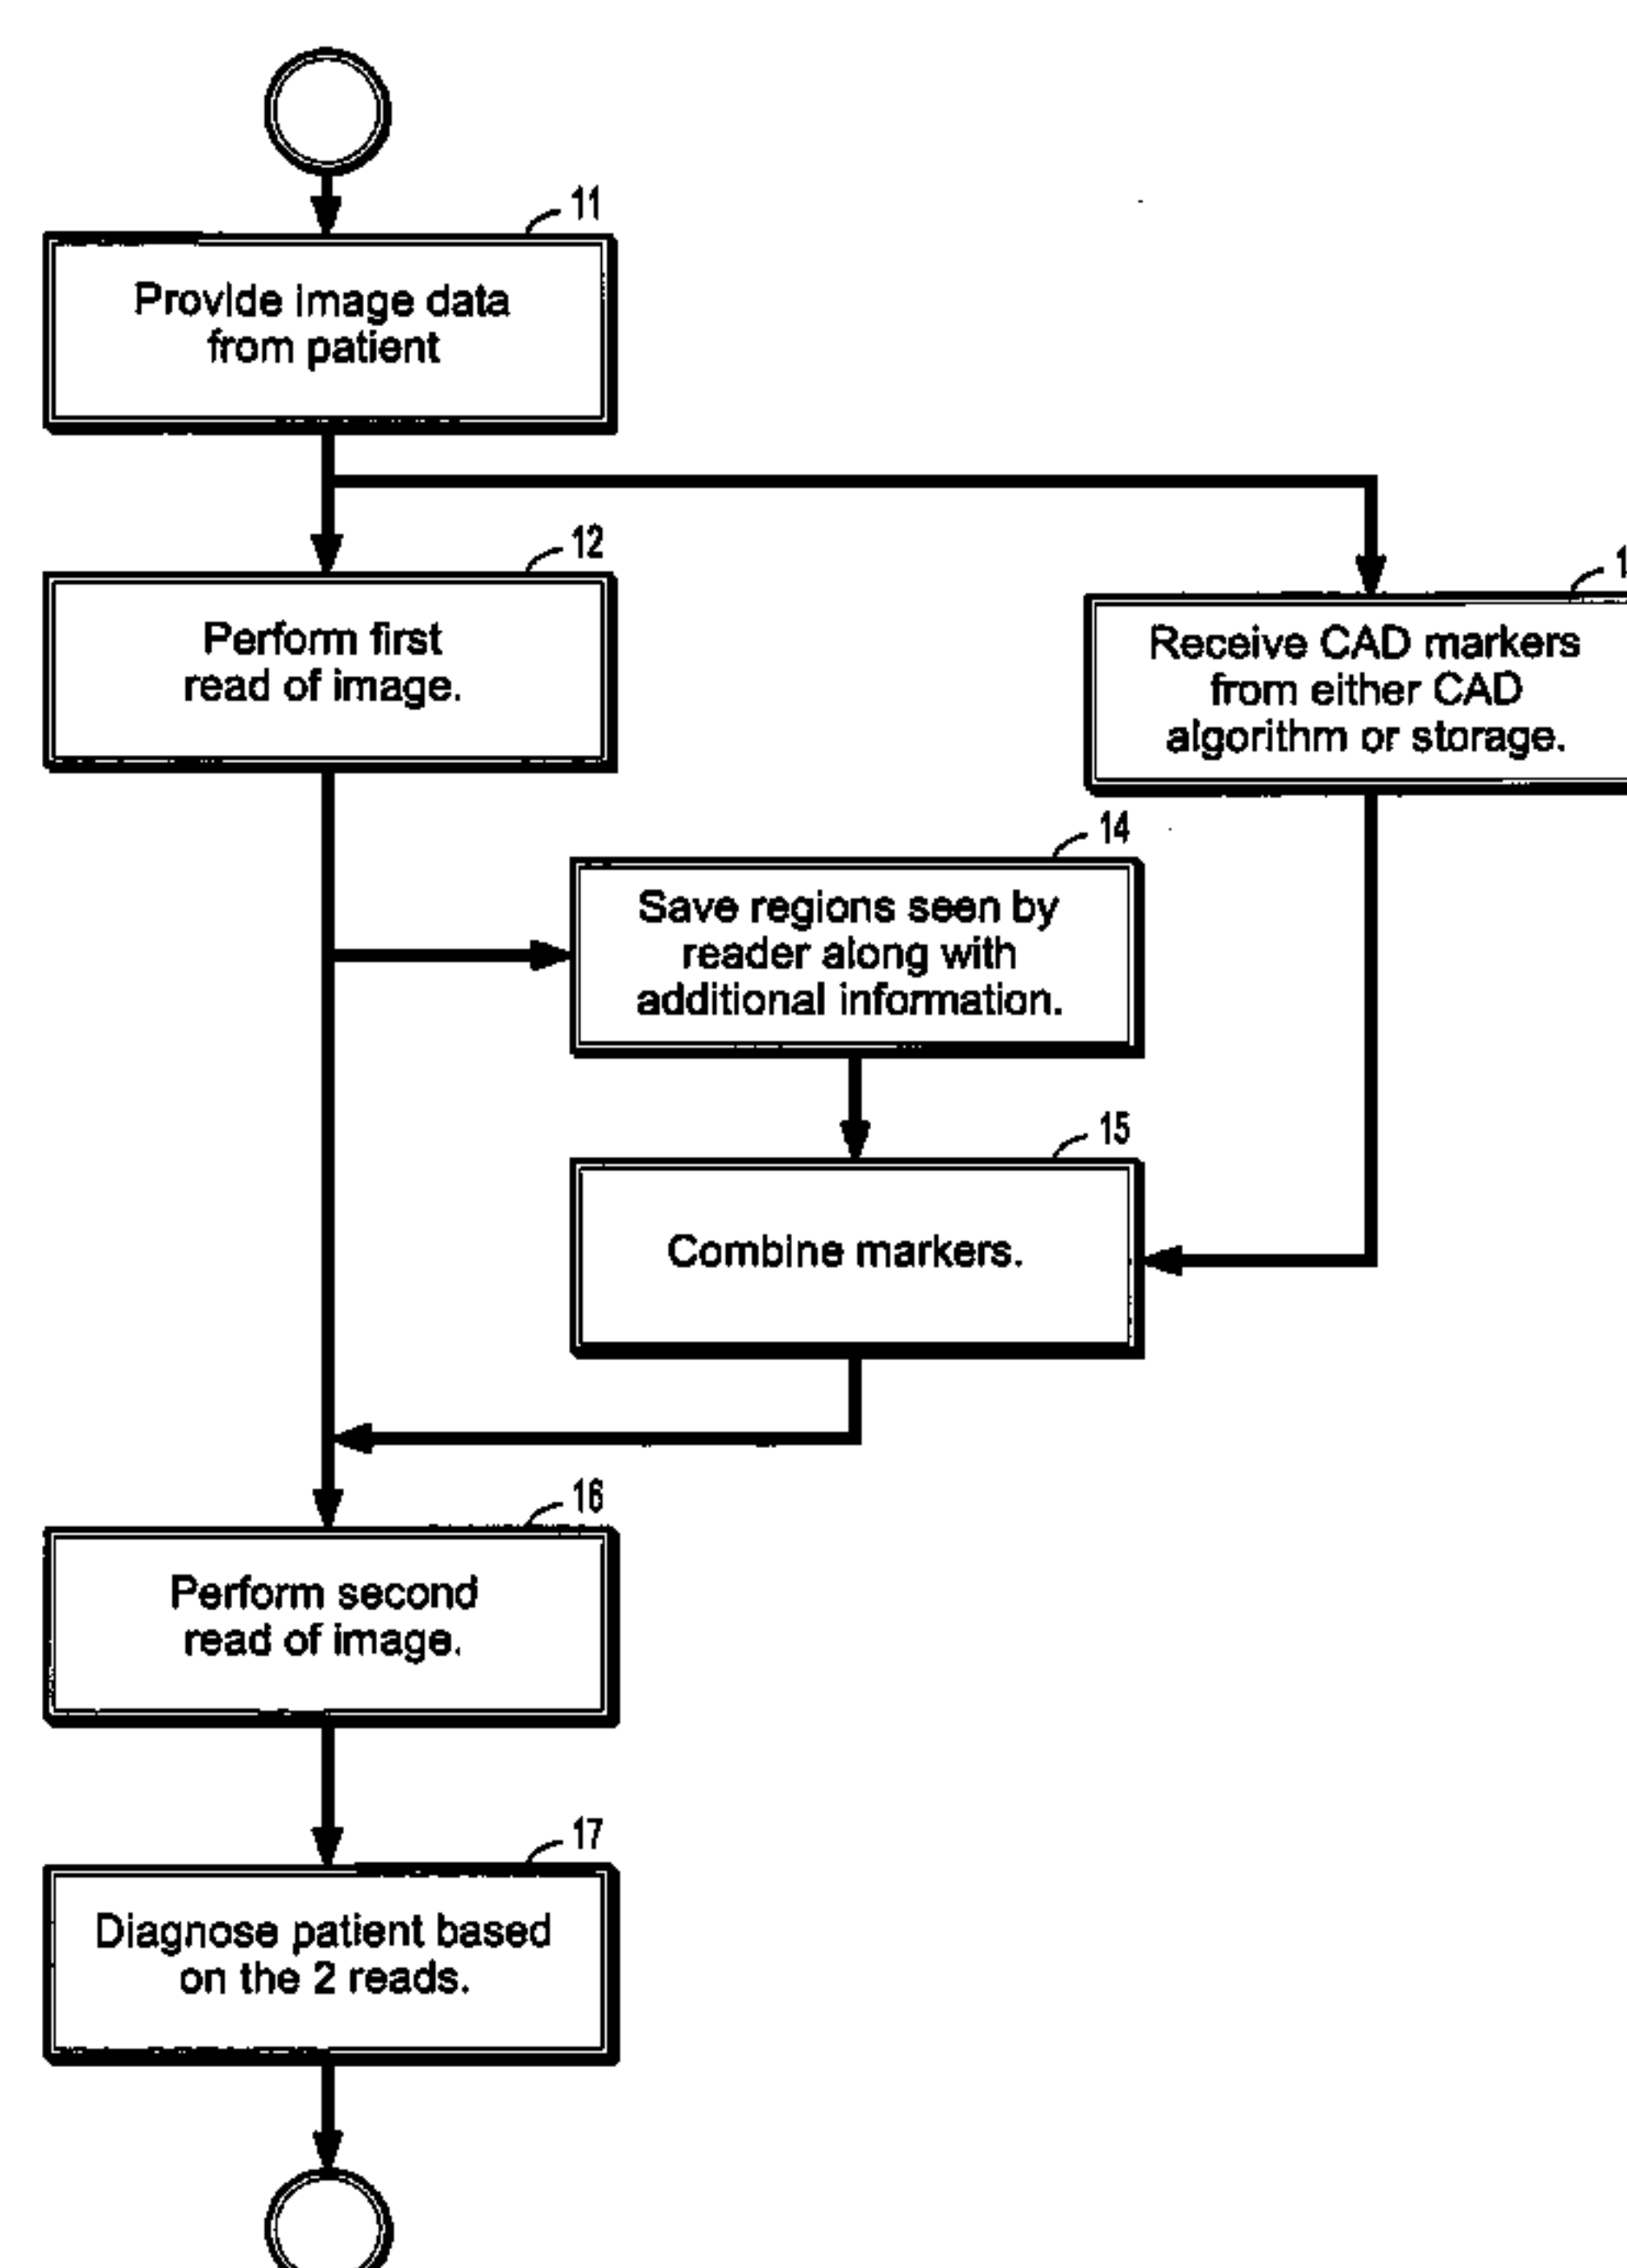 11
Provide image data
from patient
12
Perform first
read of image.
Receive CAD markers
from either CAD
algorithm or storage.
14
Save regions seen by
reader along with
additional information.
15
Combine markers.
16
Perform second
read of image.
17
Diagnose patient based
on the 2 reads.